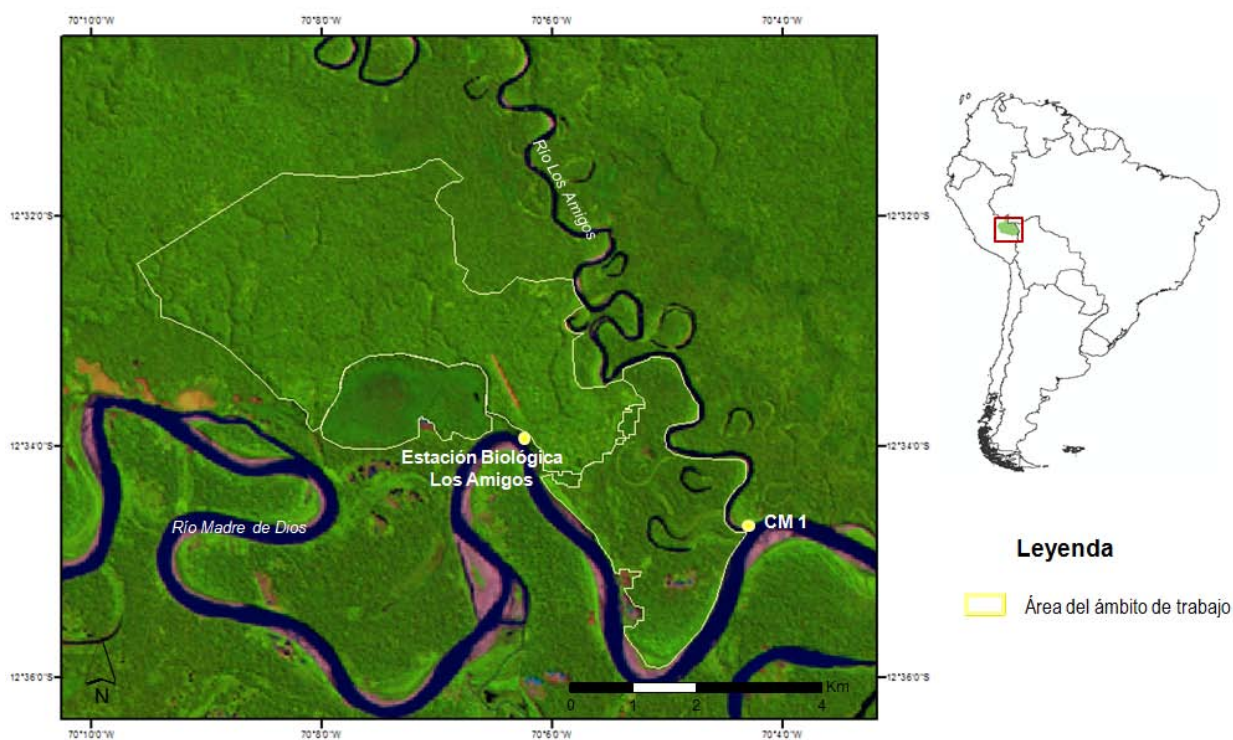 70°10'0"W
70°8'0"W
70°6'0"W
70°4'0"W
12°32'0"S
12°32'0"S
Río Los Amigos
12°34'0"S
12°34'0"S
Estación Biológica
Los Amigos
Río Madre de Dios
CM 1
12°36'0"S
12°36'0"S
N
Km
0 1 2 4
70°10'0"W
70°8'0"W
70°6'0"W
70°4'0"W
Leyenda
Área del ámbito de trabajo